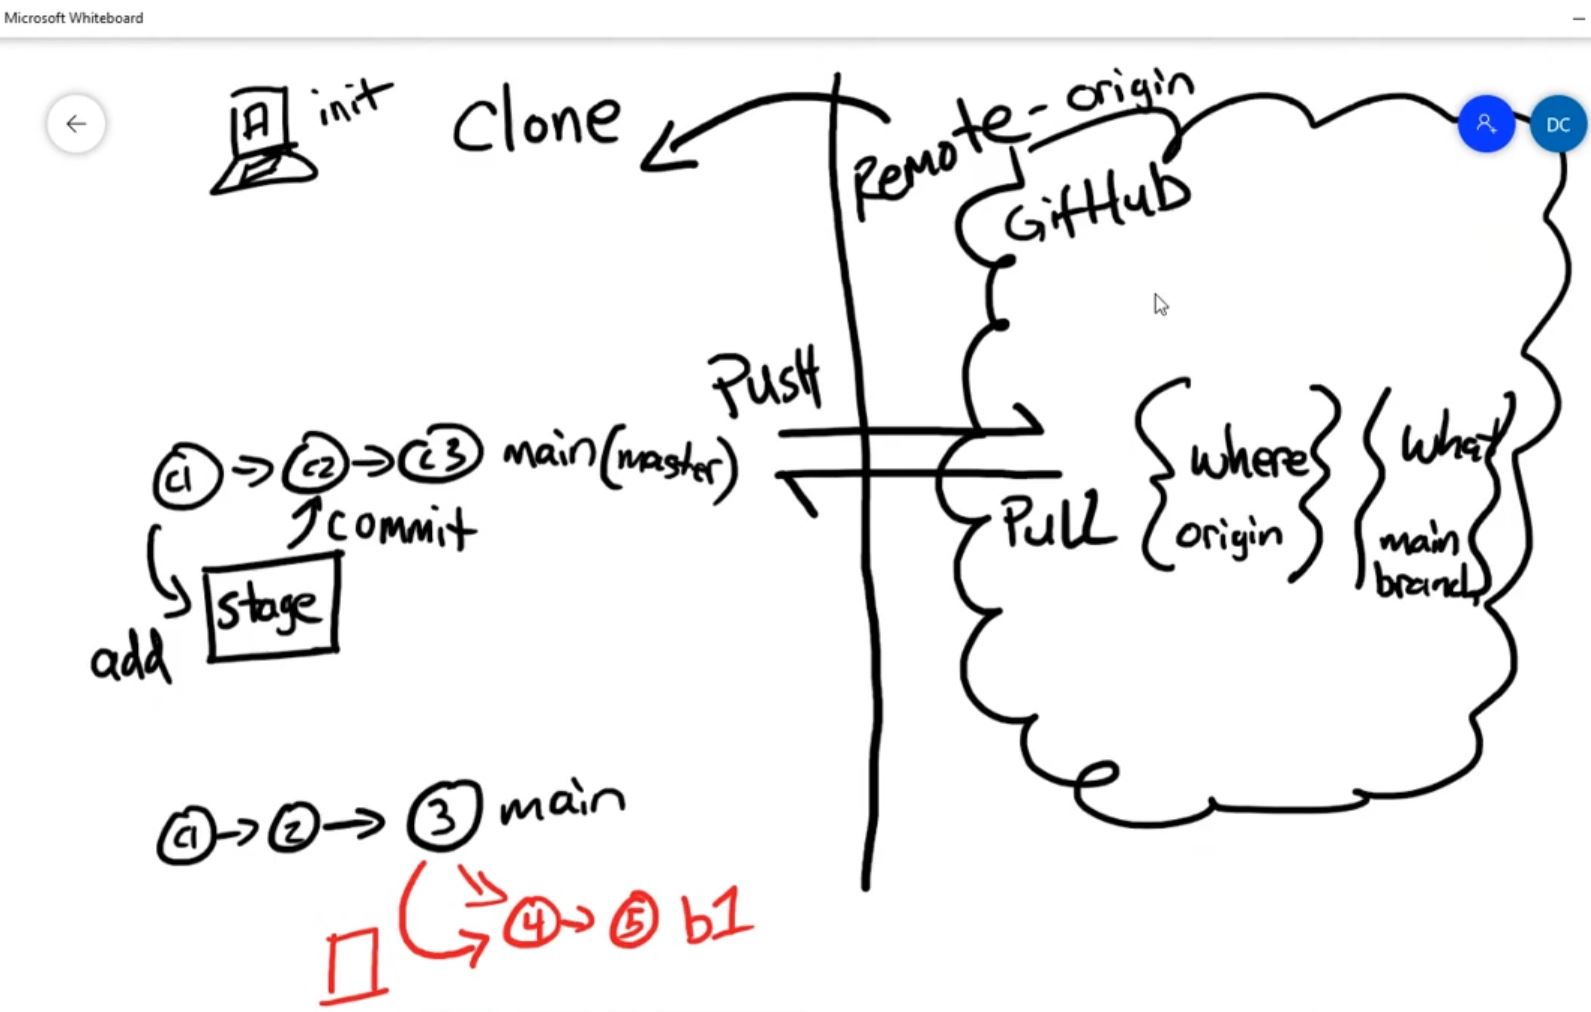 Microsoft Whiteboard
init
Clone
Remote - origin
GitHub
DC
PusH
c1 c2 c3 main (master)
commit
stage
add
PuLL
where
origin
what
main
branch
c1 2 3 main
4 5 b1